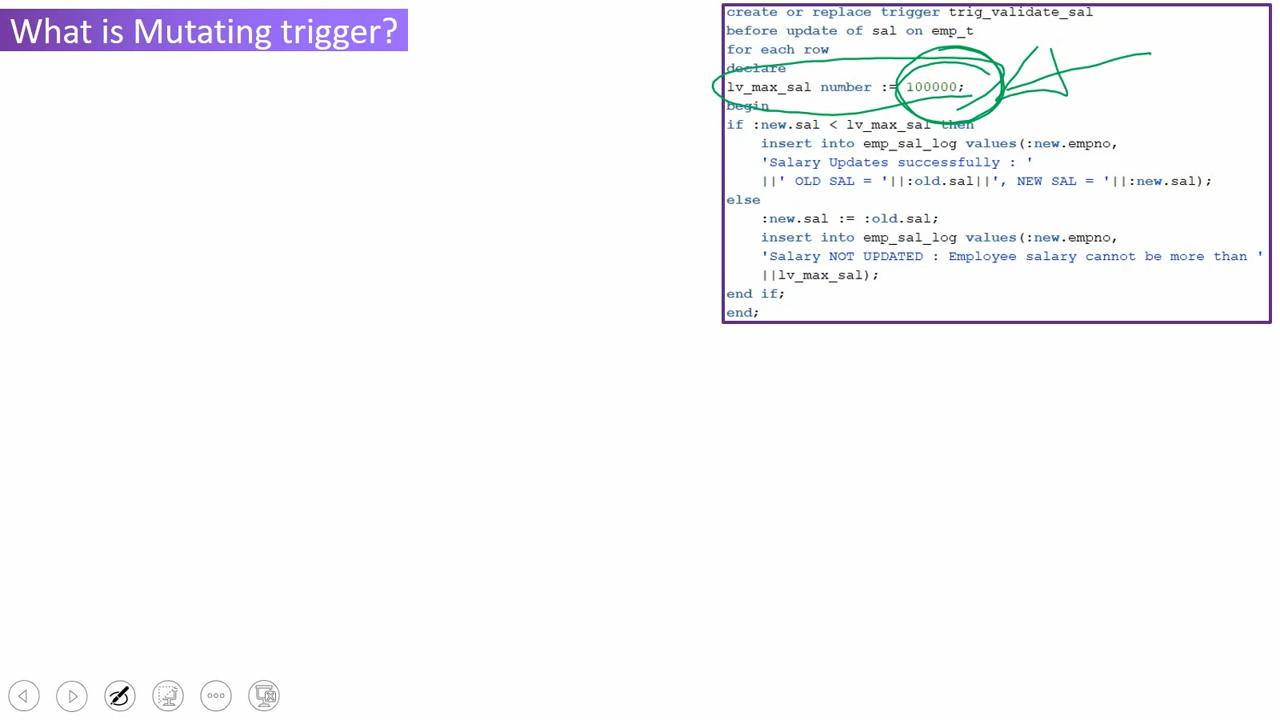 What is Mutating trigger?
create or replace trigger trig_validate_sal
before update of sal on emp_t
for each row
declare
lv_max_sal number := 100000;
begin
if :new.sal < lv_max_sal then
insert into emp_sal_log values(:new.empno,
'Salary Updates successfully : '
||' OLD SAL = '||:old.sal||', NEW SAL = '||:new.sal);
else
:new.sal := :old.sal;
insert into emp_sal_log values(:new.empno,
'Salary NOT UPDATED : Employee salary cannot be more than '
||lv_max_sal);
end if;
end;